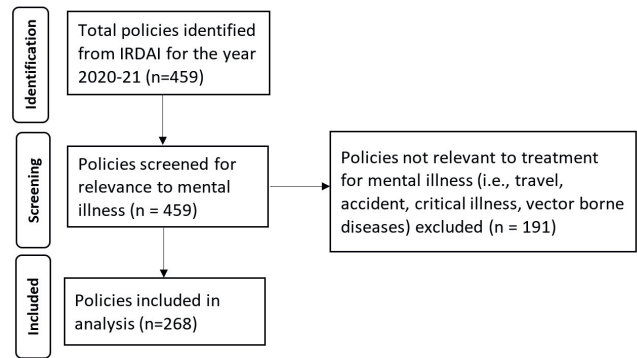 Identification
Total policies identified
from IRDAI for the year
2020-21 (n=459)
Screening
Policies screened for
relevance to mental
illness (n = 459)
Policies not relevant to treatment
for mental illness (i.e., travel,
accident, critical illness, vector borne
diseases) excluded (n = 191)
Included
Policies included in
analysis (n=268)